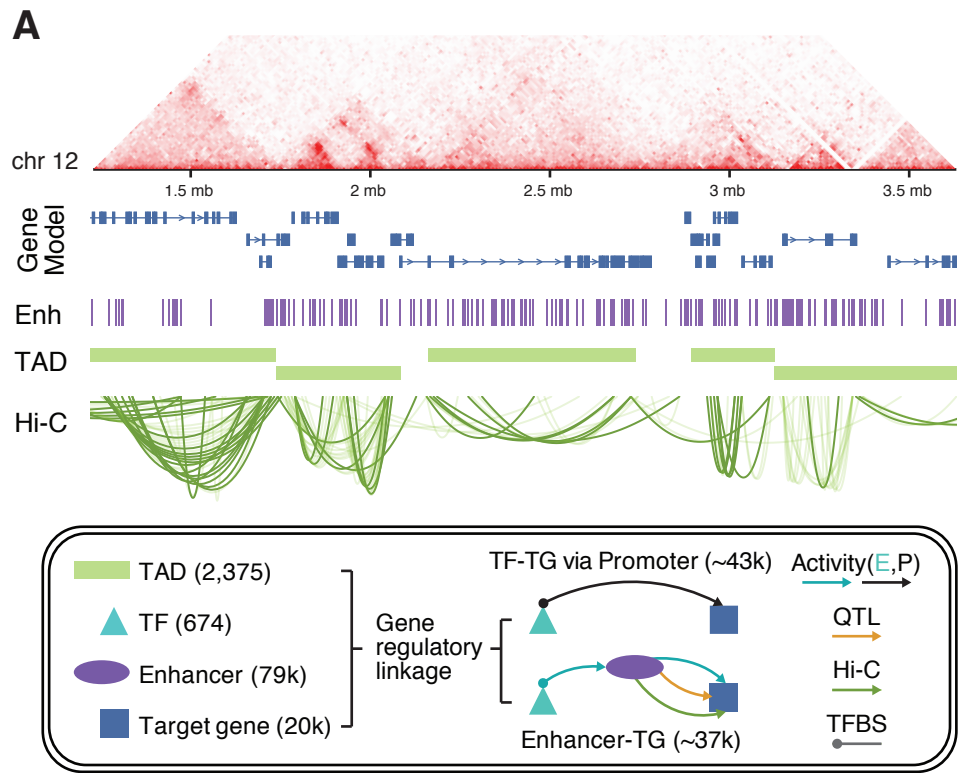 A
chr 12
1.5 mb
2 mb
2.5 mb
3 mb
3.5 mb
Gene
Model
Enh
TAD
Hi-C
TAD (2,375)
TF (674)
Enhancer (79k)
Target gene (20k)
Gene
regulatory
linkage
TF-TG via Promoter (~43k)
Enhancer-TG (~37k)
Activity(E,P)
QTL
Hi-C
TFBS